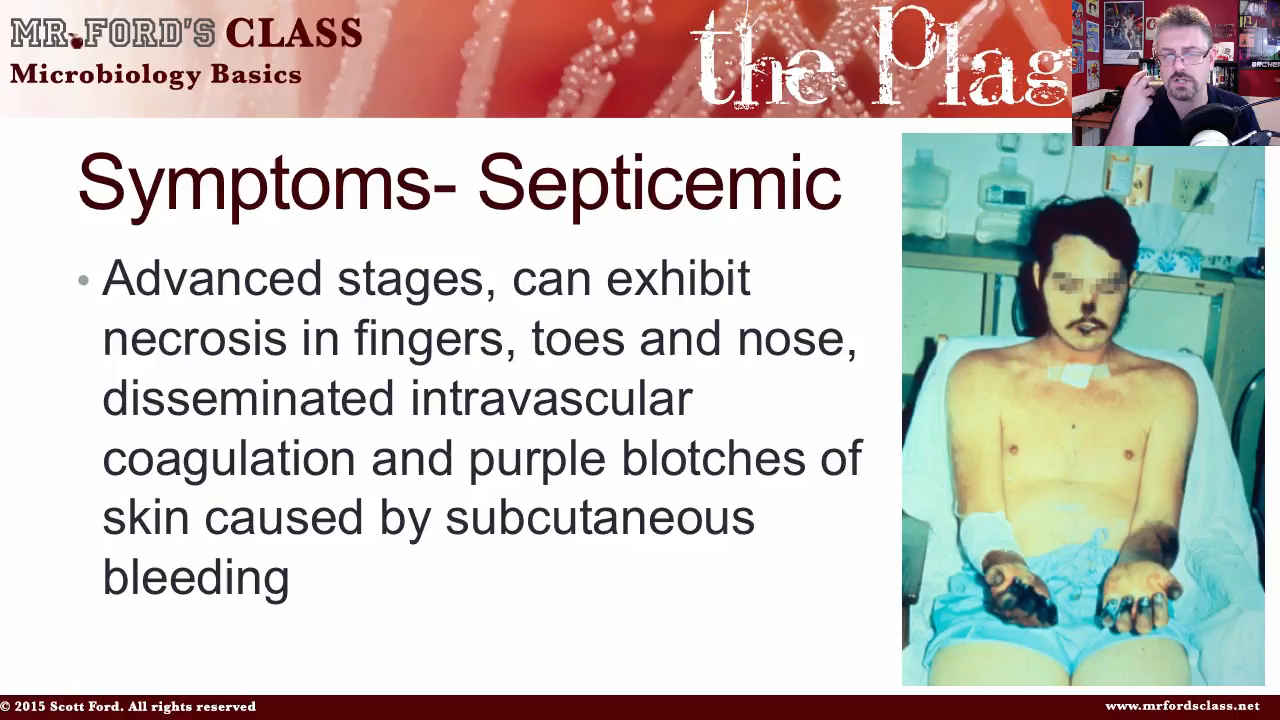 MR. FORD'S CLASS
Microbiology Basics
the Plag
Symptoms- Septicemic
• Advanced stages, can exhibit
necrosis in fingers, toes and nose,
disseminated intravascular
coagulation and purple blotches of
skin caused by subcutaneous
bleeding
© 2015 Scott Ford. All rights reserved
www.mrfordsclass.net